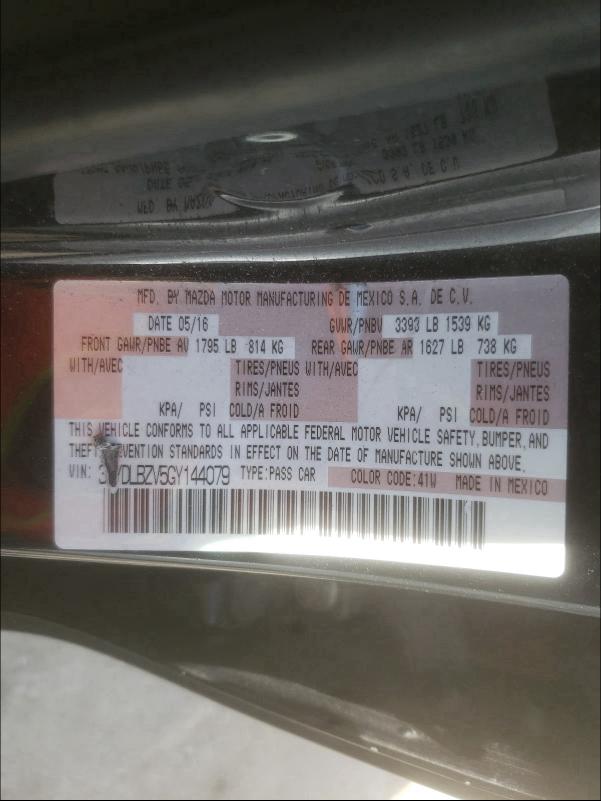 MFD. BY MAZDA MOTOR MANUFACTURING DE MEXICO S.A. DE C.V.
DATE 05/16 GVWR/PNBV 3393 LB 1539 KG
FRONT GAWR/PNBE AV 1795 LB 814 KG REAR GAWR/PNBE AR 1627 LB 738 KG
WITH/AVEC TIRES/PNEUS WITH/AVEC TIRES/PNEUS
RIMS/JANTES RIMS/JANTES
KPA/ PSI COLD/A FROID KPA/ PSI COLD/A FROID
THIS VEHICLE CONFORMS TO ALL APPLICABLE FEDERAL MOTOR VEHICLE SAFETY, BUMPER, AND
STANDARDS IN EFFECT ON THE DATE OF MANUFACTURE SHOWN ABOVE.
VIN: TYPE:PASS CAR COLOR CODE:41W MADE IN MEXICO